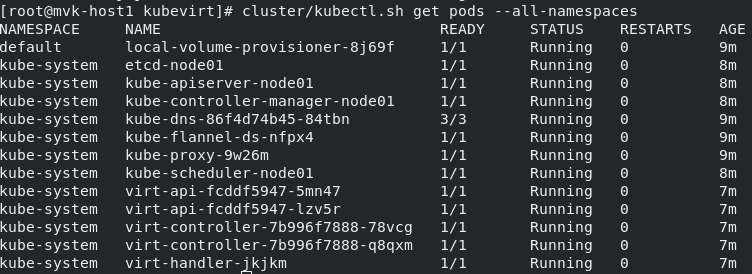 [root@mvk-host1 kubevirt]# cluster/kubectl.sh get pods --all-namespaces
NAMESPACE     NAME                               READY     STATUS    RESTARTS   AGE
default       local-volume-provisioner-8j69f     1/1       Running   0          9m
kube-system   etcd-node01                        1/1       Running   0          8m
kube-system   kube-apiserver-node01              1/1       Running   0          8m
kube-system   kube-controller-manager-node01     1/1       Running   0          8m
kube-system   kube-dns-86f4d74b45-84tbn          3/3       Running   0          9m
kube-system   kube-flannel-ds-nfpx4              1/1       Running   0          9m
kube-system   kube-proxy-9w26m                   1/1       Running   0          9m
kube-system   kube-scheduler-node01              1/1       Running   0          8m
kube-system   virt-api-fcddf5947-5mn47           1/1       Running   0          7m
kube-system   virt-api-fcddf5947-lzv5r           1/1       Running   0          7m
kube-system   virt-controller-7b996f7888-78vcg   1/1       Running   0          7m
kube-system   virt-controller-7b996f7888-q8qxm   1/1       Running   0          7m
kube-system   virt-handler-jkjkm                 1/1       Running   0          7m